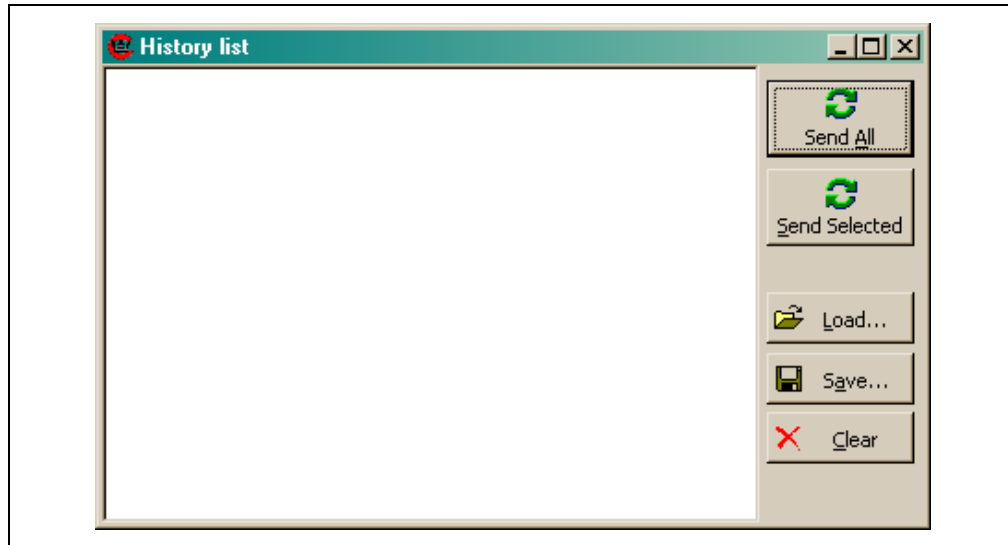 History list
Send All
Send Selected
Load...
Save...
Clear